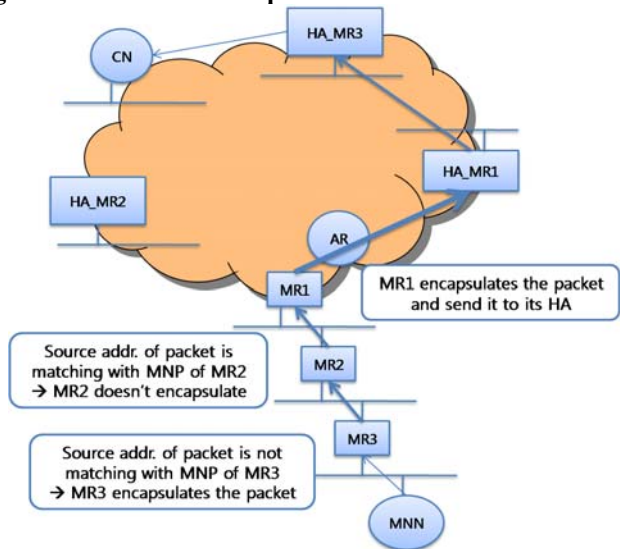 HA_MR3
CN
HA_MR1
HA_MR2
AR
MR1
MR1 encapsulates the packet
and send it to its HA
Source addr. of packet is
matching with MNP of MR2
→ MR2 doesn't encapsulate
MR2
MR3
Source addr. of packet is not
matching with MNP of MR3
→ MR3 encapsulates the packet
MNN